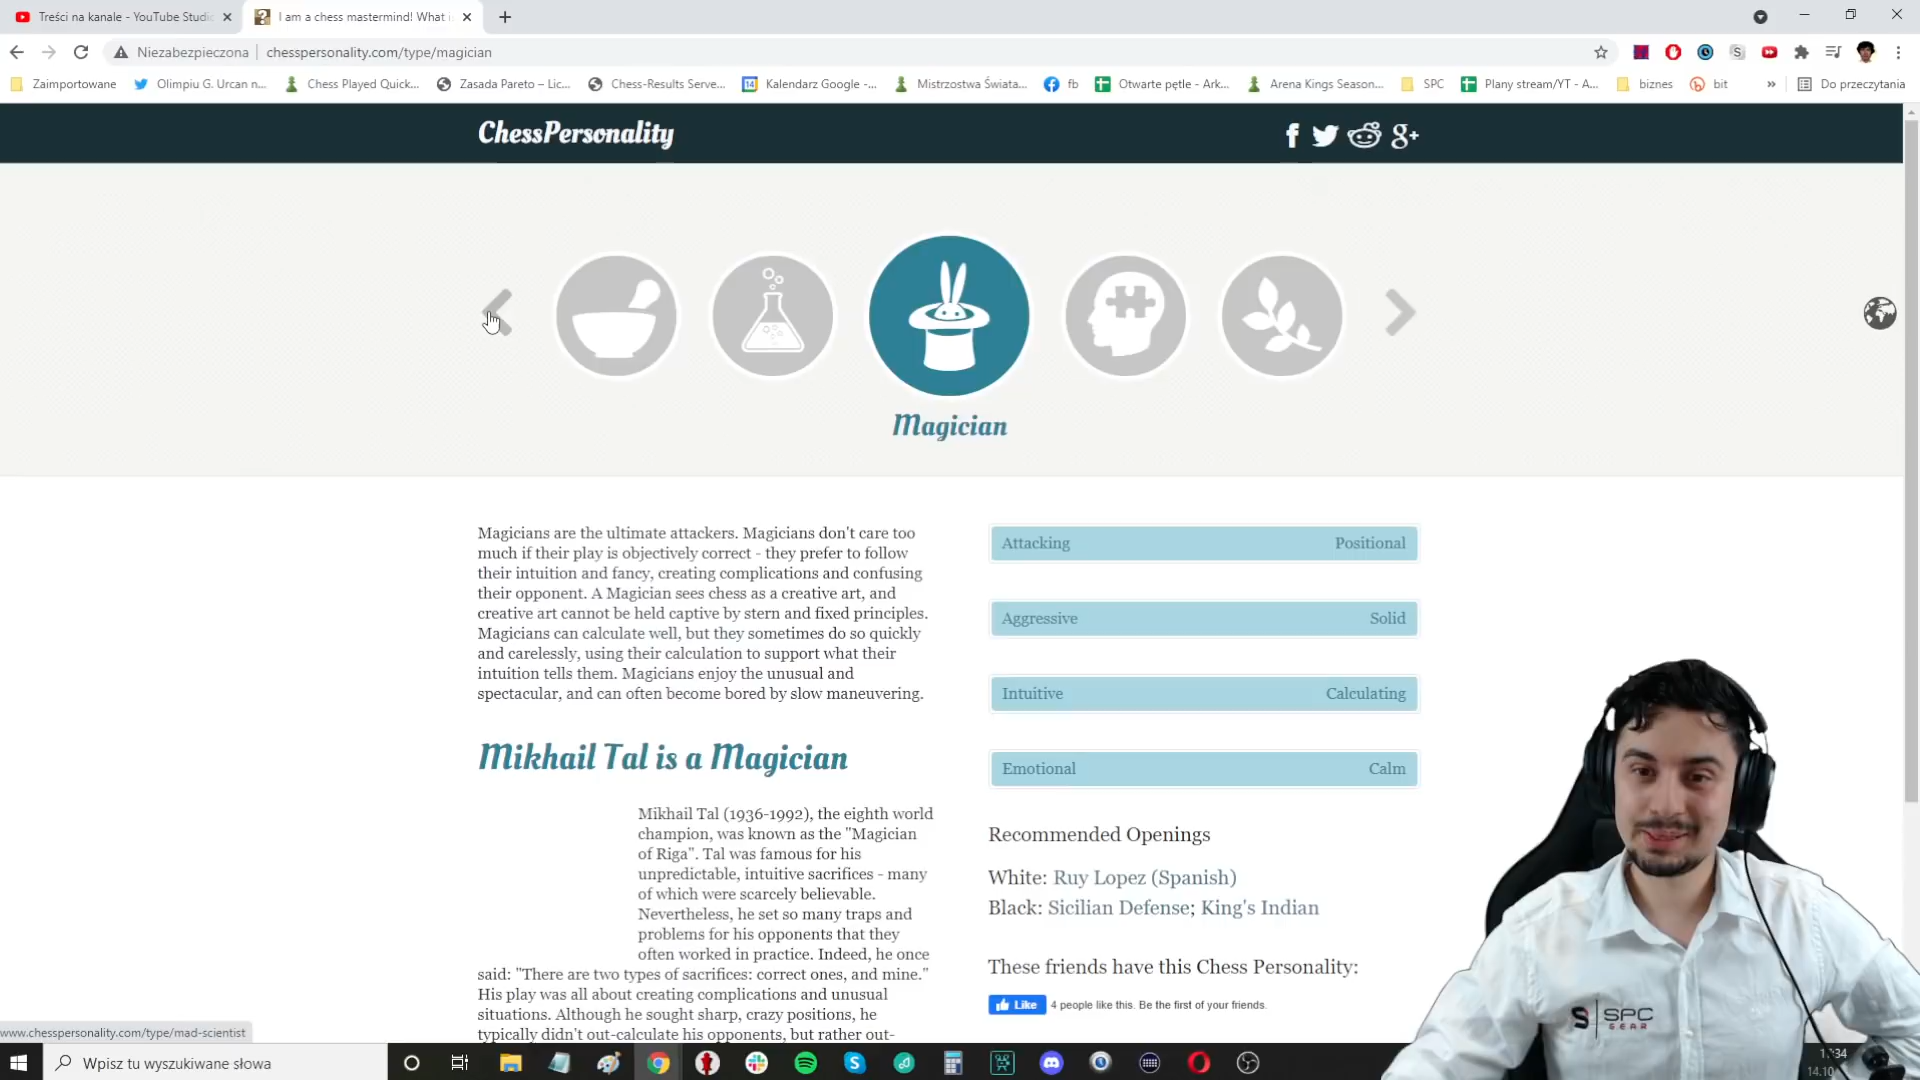 Treści na kanale - YouTube Studio
I am a chess mastermind! What i
Niezabezpieczona
chesspersonality.com/type/magician
Zaimportowane
Olimpiu G. Urcan n...
Chess Played Quick...
Zasada Pareto – Lic...
Chess-Results Serve...
Kalendarz Google -...
Mistrzostwa Świata...
fb
Otwarte pętle - Ark...
Arena Kings Season...
SPC
Plany stream/YT - A...
biznes
bit
»
Do przeczytania
ChessPersonality
Magician
Magicians are the ultimate attackers. Magicians don't care too
much if their play is objectively correct - they prefer to follow
their intuition and fancy, creating complications and confusing
their opponent. A Magician sees chess as a creative art, and
creative art cannot be held captive by stern and fixed principles.
Magicians can calculate well, but they sometimes do so quickly
and carelessly, using their calculation to support what their
intuition tells them. Magicians enjoy the unusual and
spectacular, and can often become bored by slow maneuvering.
Mikhail Tal is a Magician
Mikhail Tal (1936-1992), the eighth world
champion, was known as the "Magician
of Riga". Tal was famous for his
unpredictable, intuitive sacrifices - many
of which were scarcely believable.
Nevertheless, he set so many traps and
problems for his opponents that they
often worked in practice. Indeed, he once
said: "There are two types of sacrifices: correct ones, and mine."
His play was all about creating complications and unusual
situations. Although he sought sharp, crazy positions, he
typically didn't out-calculate his opponents, but rather out-
Attacking Positional
Aggressive Solid
Intuitive Calculating
Emotional Calm
Recommended Openings
White: Ruy Lopez (Spanish)
Black: Sicilian Defense; King's Indian
These friends have this Chess Personality:
Like 4 people like this. Be the first of your friends.
SPC
GEAR
www.chesspersonality.com/type/mad-scientist
Wpisz tu wyszukiwane słowa
14.10